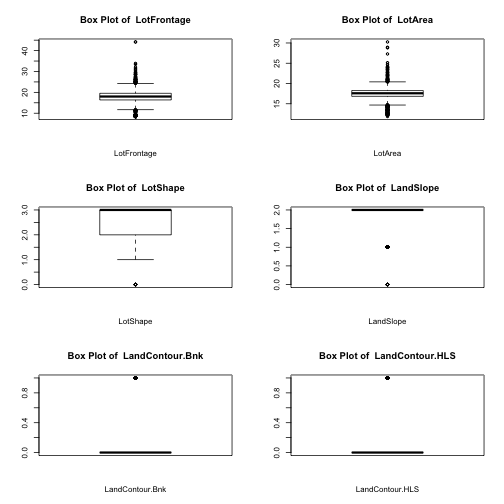 Box Plot of  LotFrontage
40
30
20
10
LotFrontage
Box Plot of  LotArea
30
25
20
15
LotArea
Box Plot of  LotShape
3.0
2.0
1.0
0.0
LotShape
Box Plot of  LandSlope
2.0
1.5
1.0
0.5
0.0
LandSlope
Box Plot of  LandContour.Bnk
0.8
0.4
0.0
LandContour.Bnk
Box Plot of  LandContour.HLS
0.8
0.4
0.0
LandContour.HLS